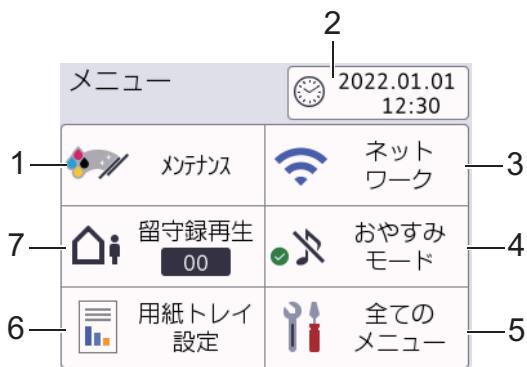 2
メニュー
2022.01.01
12:30
1
メンテナンス
ネット
ワーク
3
7
留守録再生
00
おやすみ
モード
4
6
用紙トレイ
設定
全ての
メニュー
5